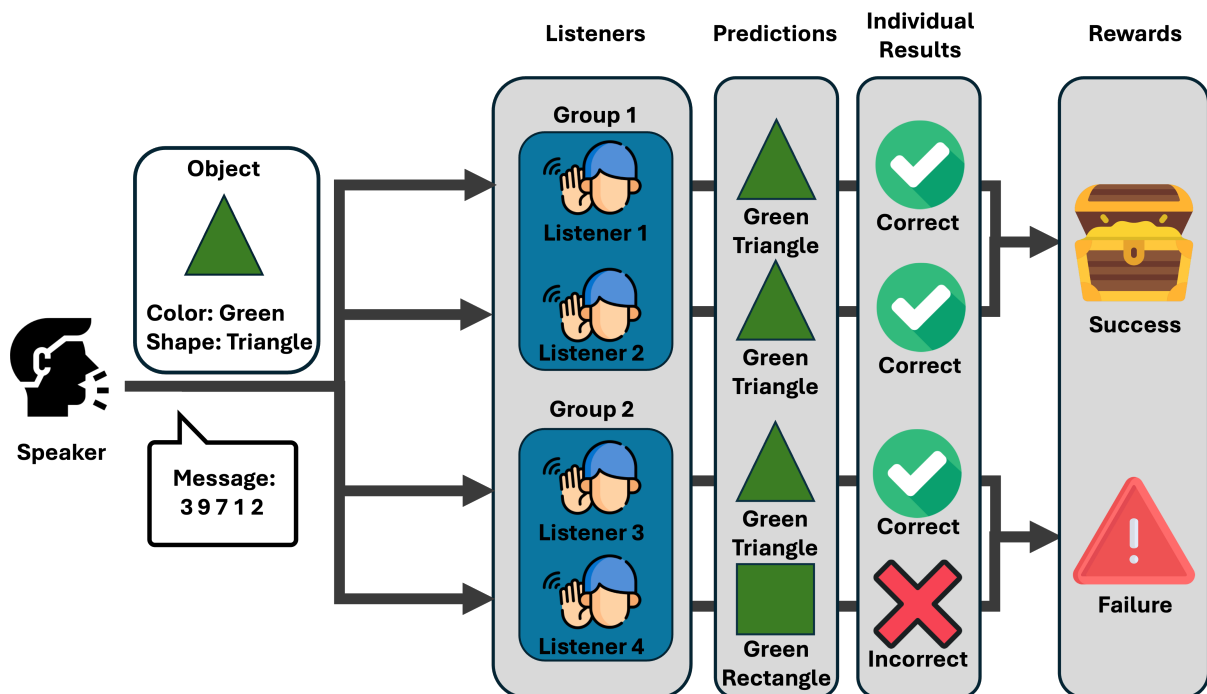 Listeners
Predictions
Individual
Results
Rewards
Object
Color: Green
Shape: Triangle
Speaker
Message:
3 9 7 1 2
Group 1
Listener 1
Listener 2
Group 2
Listener 3
Listener 4
Green
Triangle
Green
Triangle
Green
Triangle
Green
Rectangle
Correct
Correct
Correct
Incorrect
Success
Failure